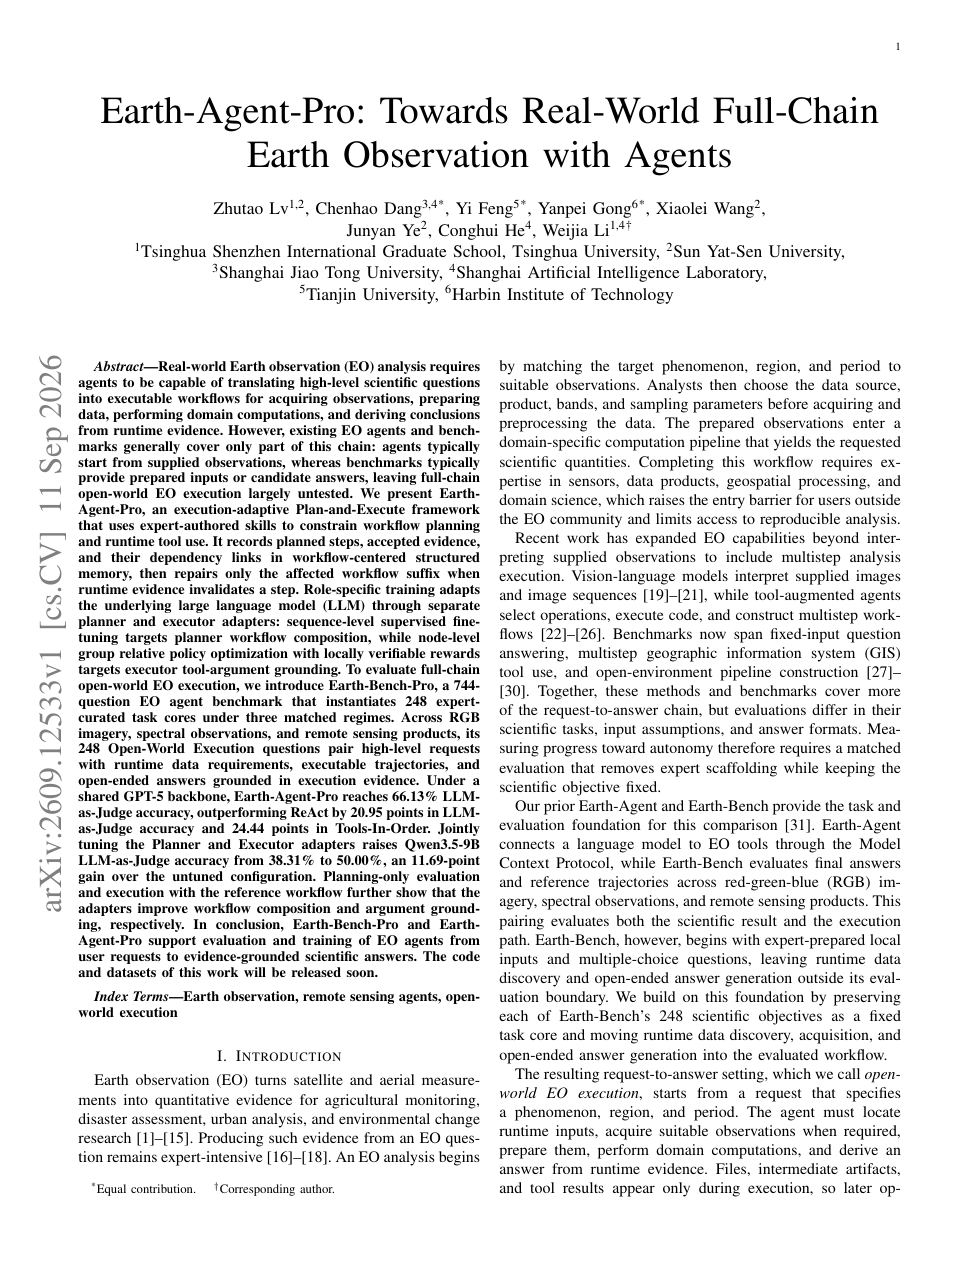 1
Earth-Agent-Pro: Towards Real-World Full-Chain
Earth Observation with Agents
Zhutao Lv1,2, Chenhao Dang3,4*, Yi Feng5*, Yanpei Gong6*, Xiaolei Wang2,
Junyan Ye2, Conghui He4, Weijia Li1,4†
1Tsinghua Shenzhen International Graduate School, Tsinghua University, 2Sun Yat-Sen University,
3Shanghai Jiao Tong University, 4Shanghai Artificial Intelligence Laboratory,
5Tianjin University, 6Harbin Institute of Technology
arXiv:2609.12533v1 [cs.CV] 11 Sep 2026
Abstract—Real-world Earth observation (EO) analysis requires
agents to be capable of translating high-level scientific questions
into executable workflows for acquiring observations, preparing
data, performing domain computations, and deriving conclusions
from runtime evidence. However, existing EO agents and bench-
marks generally cover only part of this chain: agents typically
start from supplied observations, whereas benchmarks typically
provide prepared inputs or candidate answers, leaving full-chain
open-world EO execution largely untested. We present Earth-
Agent-Pro, an execution-adaptive Plan-and-Execute framework
that uses expert-authored skills to constrain workflow planning
and runtime tool use. It records planned steps, accepted evidence,
and their dependency links in workflow-centered structured
memory, then repairs only the affected workflow suffix when
runtime evidence invalidates a step. Role-specific training adapts
the underlying large language model (LLM) through separate
planner and executor adapters: sequence-level supervised fine-
tuning targets planner workflow composition, while node-level
group relative policy optimization with locally verifiable rewards
targets executor tool-argument grounding. To evaluate full-chain
open-world EO execution, we introduce Earth-Bench-Pro, a 744-
question EO agent benchmark that instantiates 248 expert-
curated task cores under three matched regimes. Across RGB
imagery, spectral observations, and remote sensing products, its
248 Open-World Execution questions pair high-level requests
with runtime data requirements, executable trajectories, and
open-ended answers grounded in execution evidence. Under a
shared GPT-5 backbone, Earth-Agent-Pro reaches 66.13% LLM-
as-Judge accuracy, outperforming ReAct by 20.95 points in LLM-
as-Judge accuracy and 24.44 points in Tools-In-Order. Jointly
tuning the Planner and Executor adapters raises Qwen3.5-9B
LLM-as-Judge accuracy from 38.31% to 50.00%, an 11.69-point
gain over the untuned configuration. Planning-only evaluation
and execution with the reference workflow further show that the
adapters improve workflow composition and argument ground-
ing, respectively. In conclusion, Earth-Bench-Pro and Earth-
Agent-Pro support evaluation and training of EO agents from
user requests to evidence-grounded scientific answers. The code
and datasets of this work will be released soon.
Index Terms—Earth observation, remote sensing agents, open-
world execution
I. INTRODUCTION
Earth observation (EO) turns satellite and aerial measure-
ments into quantitative evidence for agricultural monitoring,
disaster assessment, urban analysis, and environmental change
research [1]–[15]. Producing such evidence from an EO ques-
tion remains expert-intensive [16]–[18]. An EO analysis begins
*Equal contribution. †Corresponding author.
by matching the target phenomenon, region, and period to
suitable observations. Analysts then choose the data source,
product, bands, and sampling parameters before acquiring and
preprocessing the data. The prepared observations enter a
domain-specific computation pipeline that yields the requested
scientific quantities. Completing this workflow requires ex-
pertise in sensors, data products, geospatial processing, and
domain science, which raises the entry barrier for users outside
the EO community and limits access to reproducible analysis.
Recent work has expanded EO capabilities beyond inter-
preting supplied observations to include multistep analysis
execution. Vision-language models interpret supplied images
and image sequences [19]–[21], while tool-augmented agents
select operations, execute code, and construct multistep work-
flows [22]–[26]. Benchmarks now span fixed-input question
answering, multistep geographic information system (GIS)
tool use, and open-environment pipeline construction [27]–
[30]. Together, these methods and benchmarks cover more
of the request-to-answer chain, but evaluations differ in their
scientific tasks, input assumptions, and answer formats. Mea-
suring progress toward autonomy therefore requires a matched
evaluation that removes expert scaffolding while keeping the
scientific objective fixed.
Our prior Earth-Agent and Earth-Bench provide the task and
evaluation foundation for this comparison [31]. Earth-Agent
connects a language model to EO tools through the Model
Context Protocol, while Earth-Bench evaluates final answers
and reference trajectories across red-green-blue (RGB) im-
agery, spectral observations, and remote sensing products. This
pairing evaluates both the scientific result and the execution
path. Earth-Bench, however, begins with expert-prepared local
inputs and multiple-choice questions, leaving runtime data
discovery and open-ended answer generation outside its eval-
uation boundary. We build on this foundation by preserving
each of Earth-Bench's 248 scientific objectives as a fixed
task core and moving runtime data discovery, acquisition, and
open-ended answer generation into the evaluated workflow.
The resulting request-to-answer setting, which we call open-
world EO execution, starts from a request that specifies
a phenomenon, region, and period. The agent must locate
runtime inputs, acquire suitable observations when required,
prepare them, perform domain computations, and derive an
answer from runtime evidence. Files, intermediate artifacts,
and tool results appear only during execution, so later op-